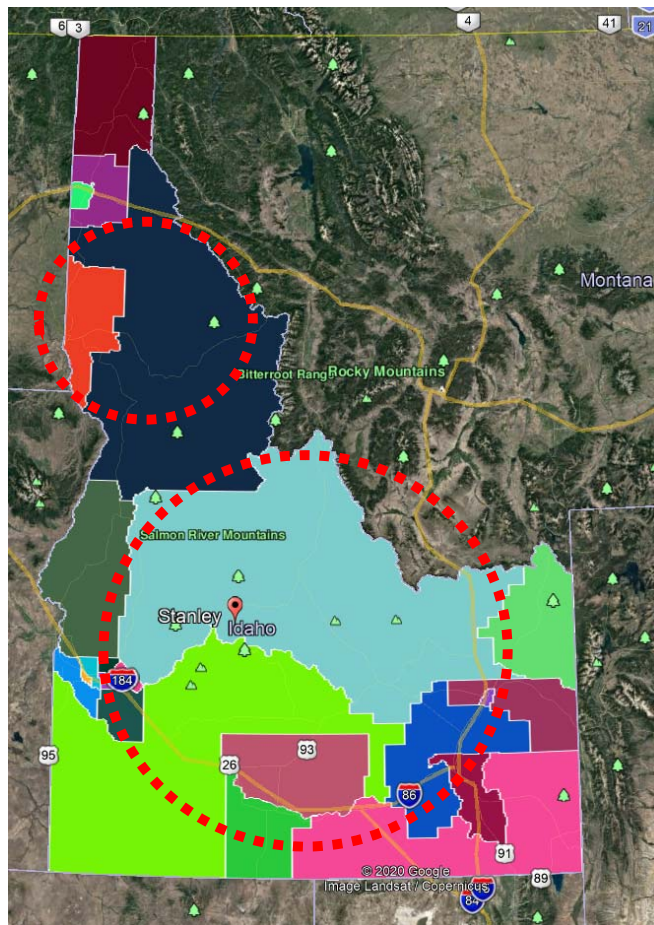 6 3
4
41
21
Montana
Bitterroot Range
Rocky Mountains
Salmon River Mountains
Stanley
Idaho
184
95
93
26
86
91
© 2020 Google
Image Landsat / Copernicus
89
84